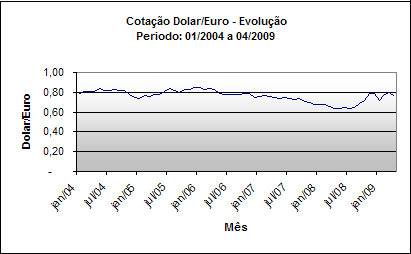 Cotação Dolar/Euro - Evolução
Periodo: 01/2004 a 04/2009
Dolar/Euro
1,00
0,80
0,60
0,40
0,20
-
jan/04
jul/04
jan/05
jul/05
jan/06
jul/06
jan/07
jul/07
jan/08
jul/08
jan/09
Mês